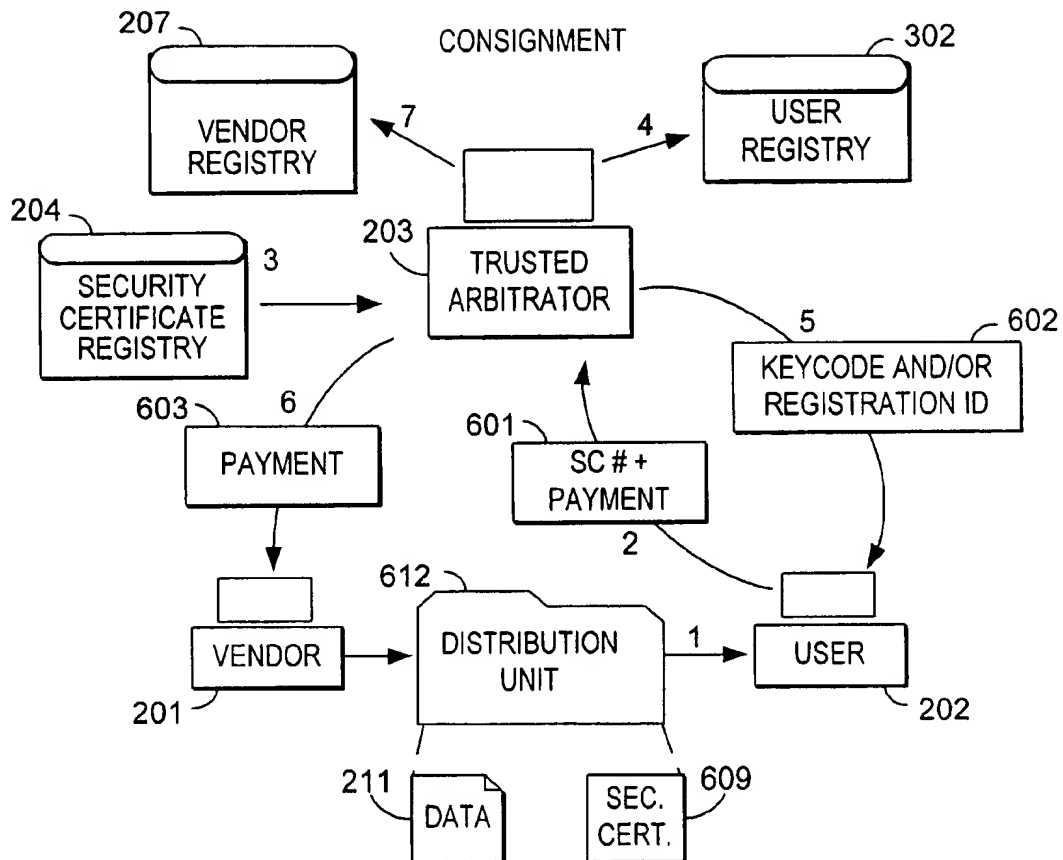 207
CONSIGNMENT
302
VENDOR
REGISTRY
7
4
USER
REGISTRY
204
203
3
SECURITY
CERTIFICATE
REGISTRY
TRUSTED
ARBITRATOR
5
602
KEYCODE AND/OR
REGISTRATION ID
603
6
601
PAYMENT
SC # +
PAYMENT
2
612
VENDOR
DISTRIBUTION
UNIT
1
USER
201
202
211
DATA
609
SEC.
CERT.